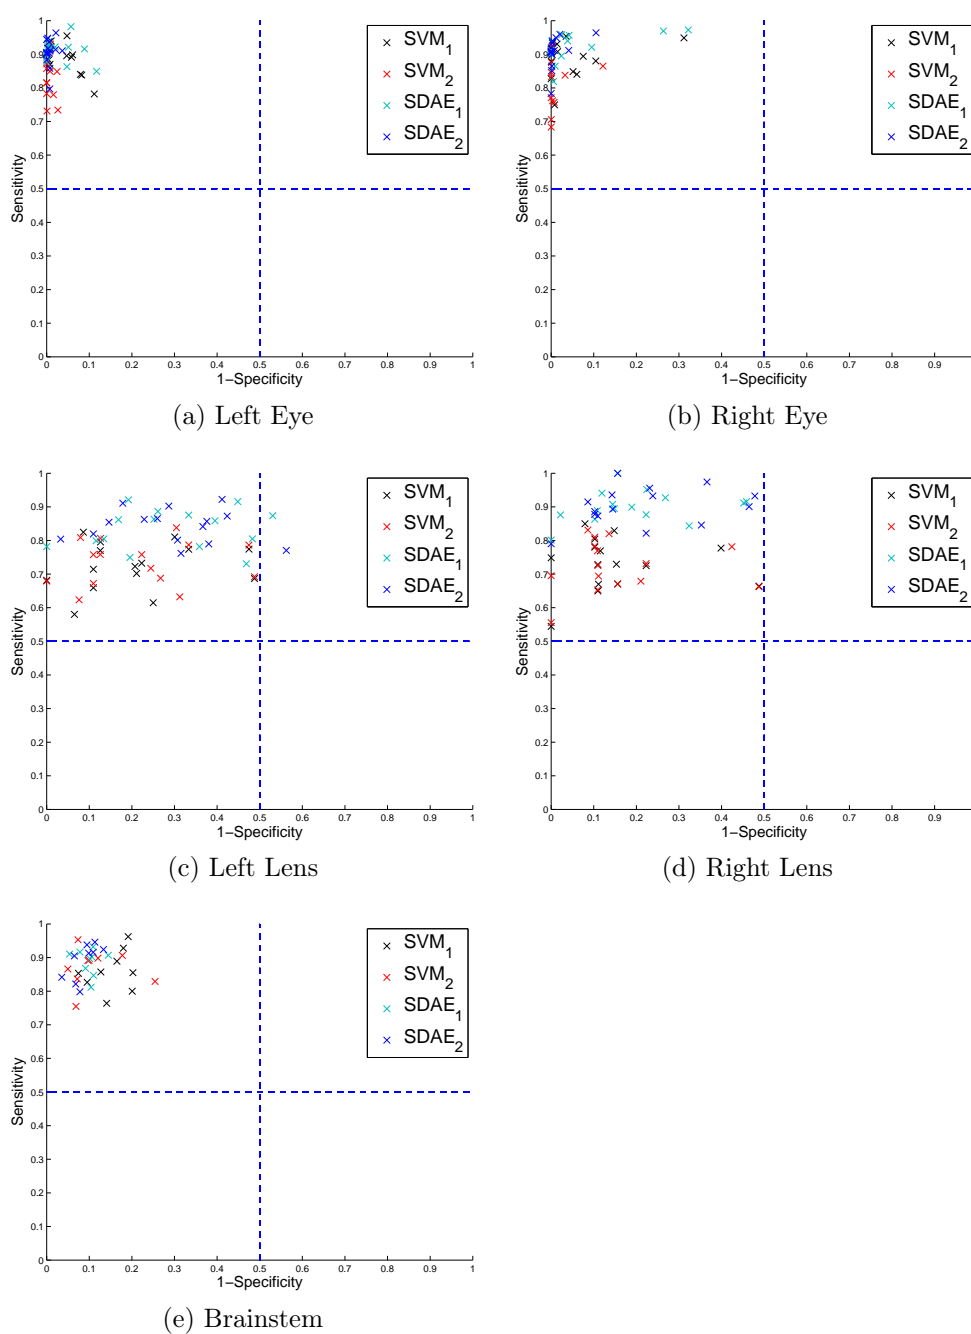 1
0.9
0.8
0.7
0.6
0.5
0.4
0.3
0.2
0.1
0
Sensitivity
0 0.1 0.2 0.3 0.4 0.5 0.6 0.7 0.8 0.9 1
1−Specificity
SVM1
SVM2
SDAE1
SDAE2
(a) Left Eye
1
0.9
0.8
0.7
0.6
0.5
0.4
0.3
0.2
0.1
0
Sensitivity
0 0.1 0.2 0.3 0.4 0.5 0.6 0.7 0.8 0.9
1−Specificity
SVM1
SVM2
SDAE1
SDAE2
(b) Right Eye
1
0.9
0.8
0.7
0.6
0.5
0.4
0.3
0.2
0.1
0
Sensitivity
0 0.1 0.2 0.3 0.4 0.5 0.6 0.7 0.8 0.9 1
1−Specificity
SVM1
SVM2
SDAE1
SDAE2
(c) Left Lens
1
0.9
0.8
0.7
0.6
0.5
0.4
0.3
0.2
0.1
0
Sensitivity
0 0.1 0.2 0.3 0.4 0.5 0.6 0.7 0.8 0.9
1−Specificity
SVM1
SVM2
SDAE1
SDAE2
(d) Right Lens
1
0.9
0.8
0.7
0.6
0.5
0.4
0.3
0.2
0.1
0
Sensitivity
0 0.1 0.2 0.3 0.4 0.5 0.6 0.7 0.8 0.9 1
1−Specificity
SVM1
SVM2
SDAE1
SDAE2
(e) Brainstem